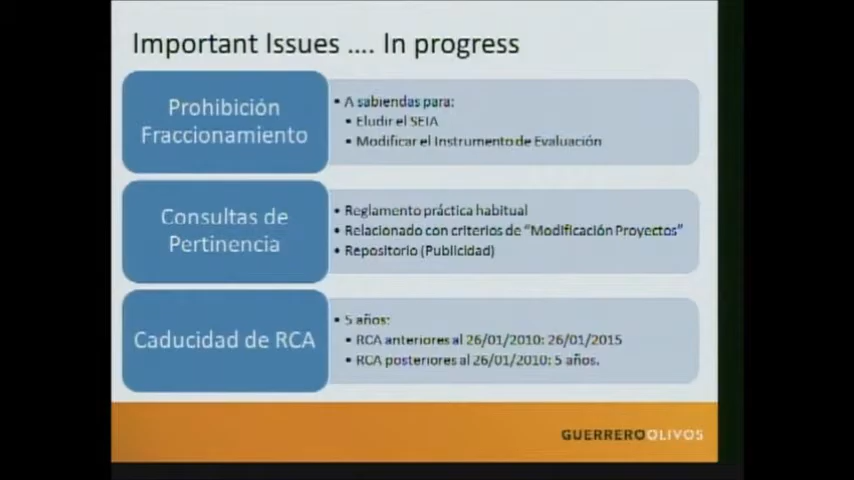 Important Issues .... In progress
Prohibición
Fraccionamiento
• A sabiendas para:
• Eludir el SEIA
• Modificar el Instrumento de Evaluación
Consultas de
Pertinencia
• Reglamento práctica habitual
• Relacionado con criterios de "Modificación Proyectos"
• Repositorio (Publicidad)
Caducidad de RCA
• 5 años:
• RCA anteriores al 26/01/2010: 26/01/2015
• RCA posteriores al 26/01/2010: 5 años.
GUERREROOLIVOS